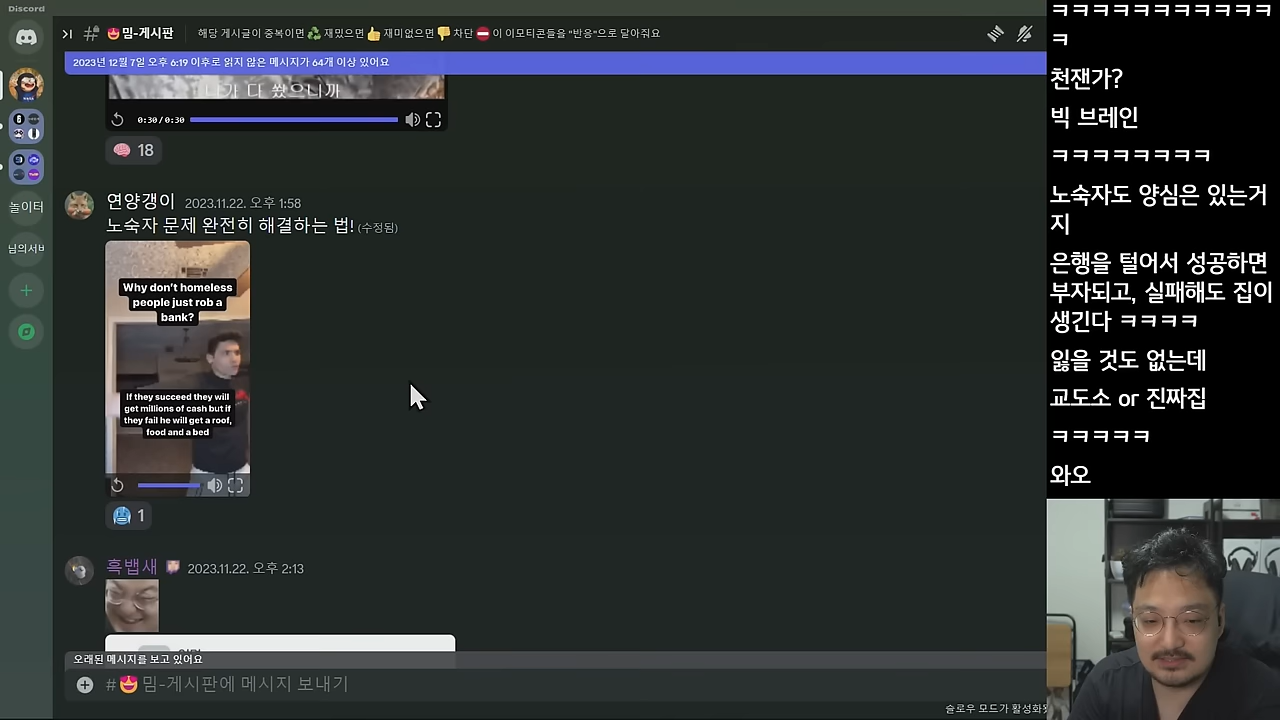 Discord
# 밈-게시판
해당 게시글이 중복이면 ♻️ 재밌으면 👍 재미없으면 👎 차단 ⛔ 이 이모티콘들을 "반응"으로 달아줘요
2023년 12월 7일 오후 6:19 이후로 읽지 않은 메시지가 64개 이상 있어요
니가 다 썼으니까
0:30/0:30
18
연양갱이 2023.11.22. 오후 1:58
노숙자 문제 완전히 해결하는 법! (수정됨)
Why don't homeless
people just rob a
bank?
If they succeed they will
get millions of cash but if
they fail he will get a roof,
food and a bed
1
흑뱁새 2023.11.22. 오후 2:13
오래된 메시지를 보고 있어요
#😍밈-게시판에 메시지 보내기
슬로우 모드가 활성화
놀이터
님의서버
ㅋㅋㅋㅋㅋㅋㅋㅋㅋㅋㅋ
ㅋ
천잰가?
빅 브레인
ㅋㅋㅋㅋㅋㅋㅋㅋ
노숙자도 양심은 있는거
지
은행을 털어서 성공하면
부자되고, 실패해도 집이
생긴다 ㅋㅋㅋㅋ
잃을 것도 없는데
교도소 or 진짜집
ㅋㅋㅋㅋㅋ
와오